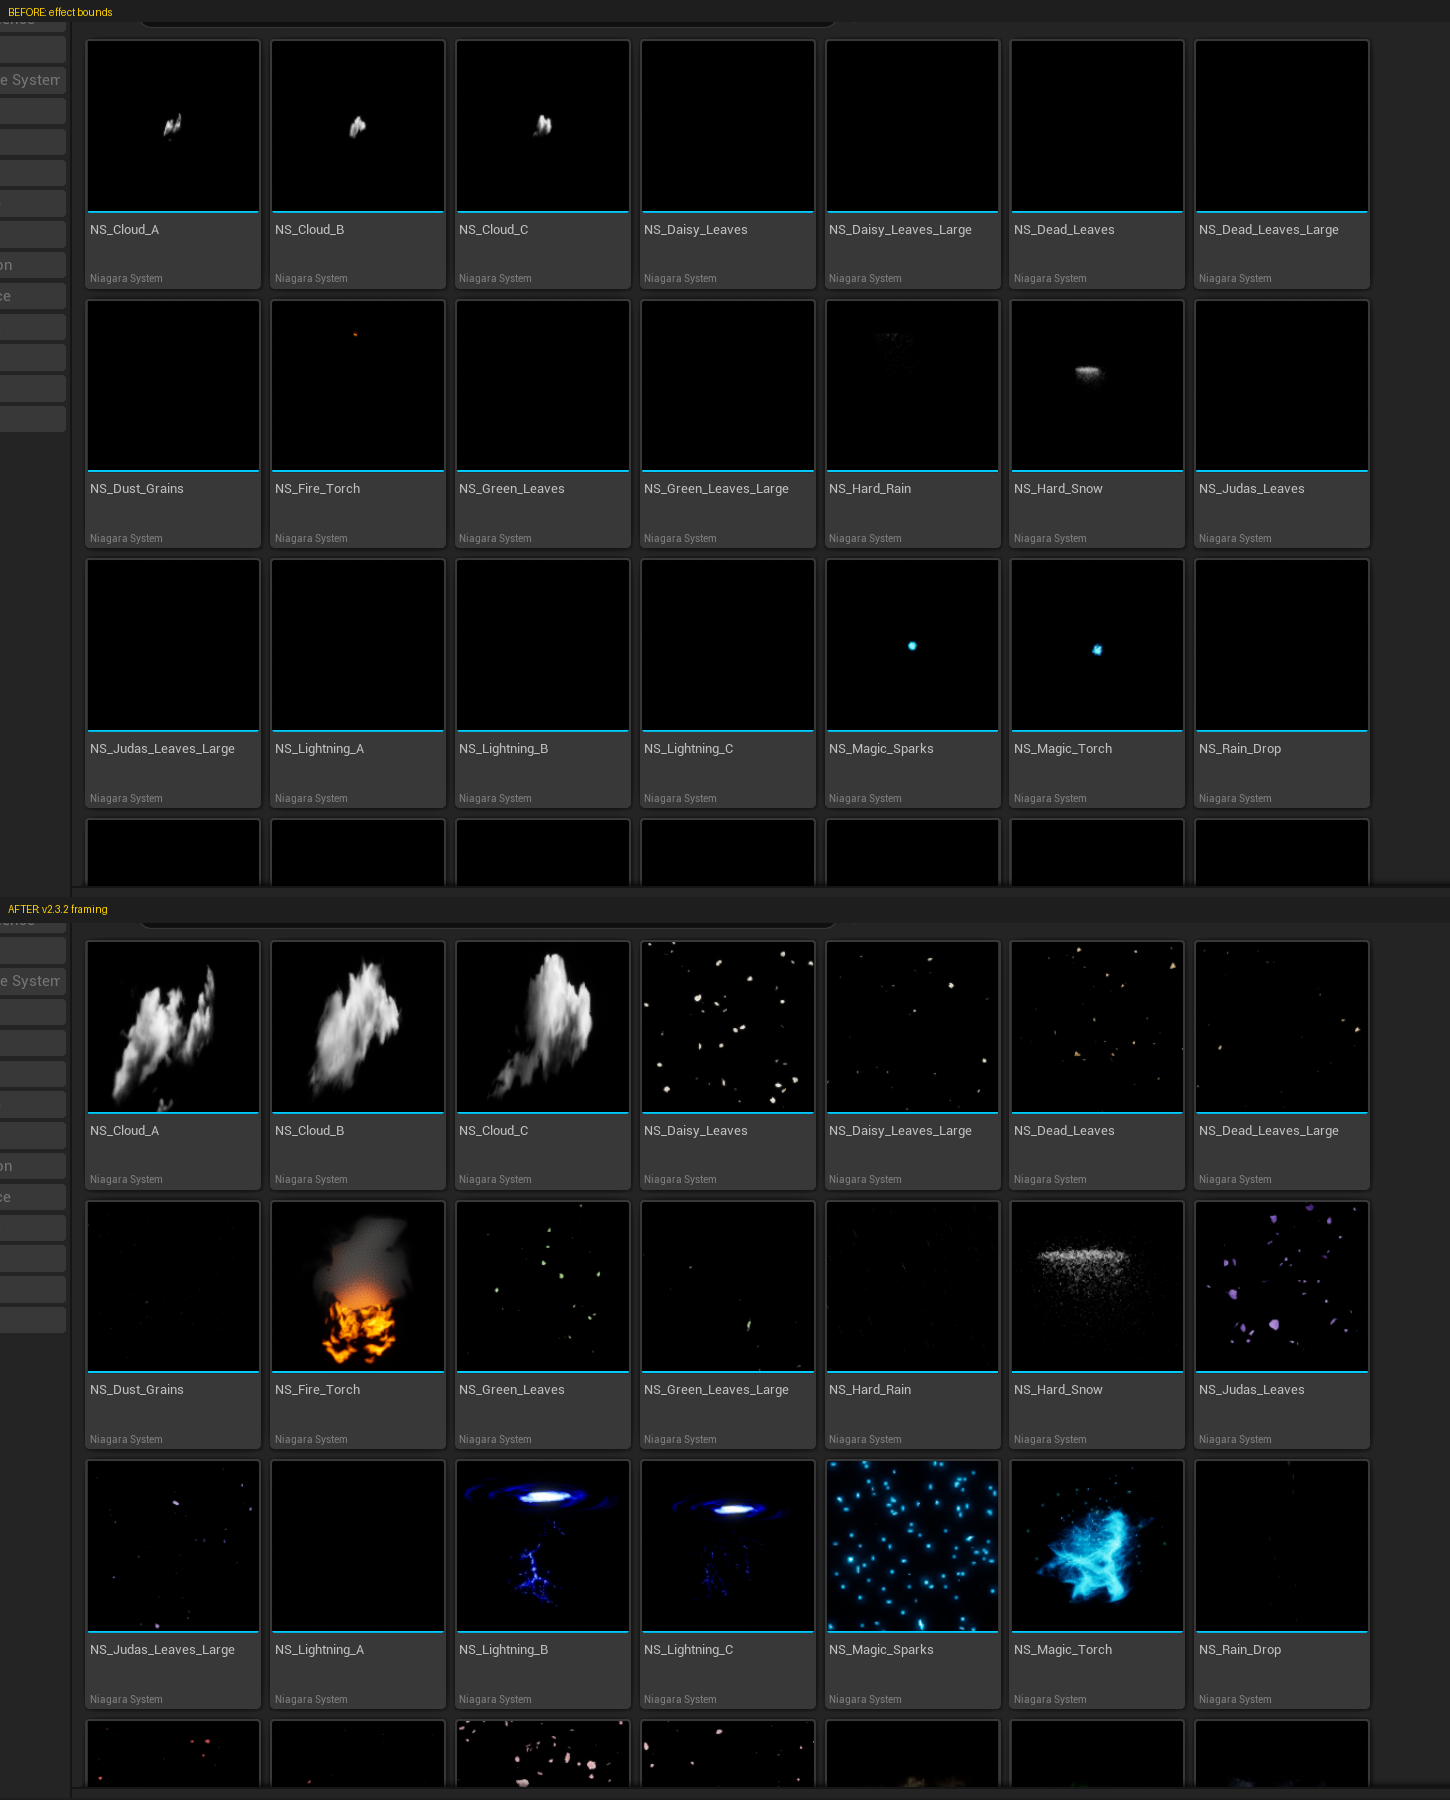 BEFORE: effect bounds
e System
on
ce
NS_Cloud_A
NS_Cloud_B
NS_Cloud_C
NS_Daisy_Leaves
NS_Daisy_Leaves_Large
NS_Dead_Leaves
NS_Dead_Leaves_Large
Niagara System
Niagara System
Niagara System
Niagara System
Niagara System
Niagara System
Niagara System
NS_Dust_Grains
NS_Fire_Torch
NS_Green_Leaves
NS_Green_Leaves_Large
NS_Hard_Rain
NS_Hard_Snow
NS_Judas_Leaves
Niagara System
Niagara System
Niagara System
Niagara System
Niagara System
Niagara System
Niagara System
NS_Judas_Leaves_Large
NS_Lightning_A
NS_Lightning_B
NS_Lightning_C
NS_Magic_Sparks
NS_Magic_Torch
NS_Rain_Drop
Niagara System
Niagara System
Niagara System
Niagara System
Niagara System
Niagara System
Niagara System
AFTER: v2.3.2 framing
e System
on
ce
NS_Cloud_A
NS_Cloud_B
NS_Cloud_C
NS_Daisy_Leaves
NS_Daisy_Leaves_Large
NS_Dead_Leaves
NS_Dead_Leaves_Large
Niagara System
Niagara System
Niagara System
Niagara System
Niagara System
Niagara System
Niagara System
NS_Dust_Grains
NS_Fire_Torch
NS_Green_Leaves
NS_Green_Leaves_Large
NS_Hard_Rain
NS_Hard_Snow
NS_Judas_Leaves
Niagara System
Niagara System
Niagara System
Niagara System
Niagara System
Niagara System
Niagara System
NS_Judas_Leaves_Large
NS_Lightning_A
NS_Lightning_B
NS_Lightning_C
NS_Magic_Sparks
NS_Magic_Torch
NS_Rain_Drop
Niagara System
Niagara System
Niagara System
Niagara System
Niagara System
Niagara System
Niagara System